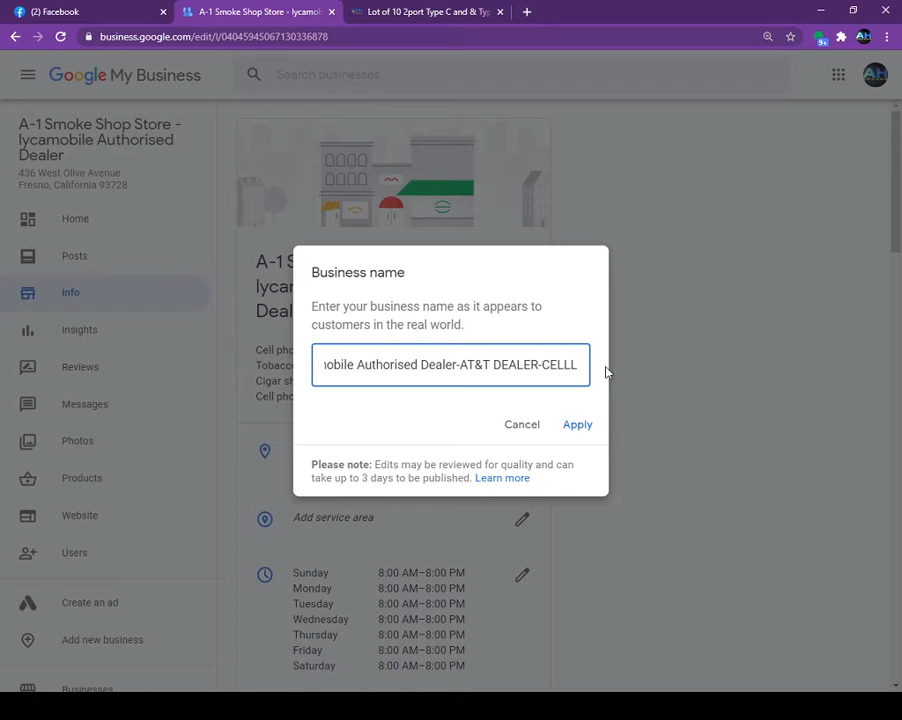 (2) Facebook
A-1 Smoke Shop Store - lycamobi
Lot of 10 2port Type C and & Typ
business.google.com/edit/l/04045945067130336878
9+
AH
Google My Business
Search businesses
AH
A-1 Smoke Shop Store -
lycamobile Authorised
Dealer
436 West Olive Avenue
Fresno, California 93728
Home
Posts
Info
Insights
Reviews
Messages
Photos
Products
Website
Users
Create an ad
Add new business
Businesses
A-1 S
lycam
Deale
Cell pho
Tobacc
Cigar sh
Cell pho
Business name
Enter your business name as it appears to
customers in the real world.
nobile Authorised Dealer-AT&T DEALER-CELLL
Cancel
Apply
Please note: Edits may be reviewed for quality and can
take up to 3 days to be published. Learn more
Add service area
Sunday 8:00 AM–8:00 PM
Monday 8:00 AM–8:00 PM
Tuesday 8:00 AM–8:00 PM
Wednesday 8:00 AM–8:00 PM
Thursday 8:00 AM–8:00 PM
Friday 8:00 AM–8:00 PM
Saturday 8:00 AM–8:00 PM